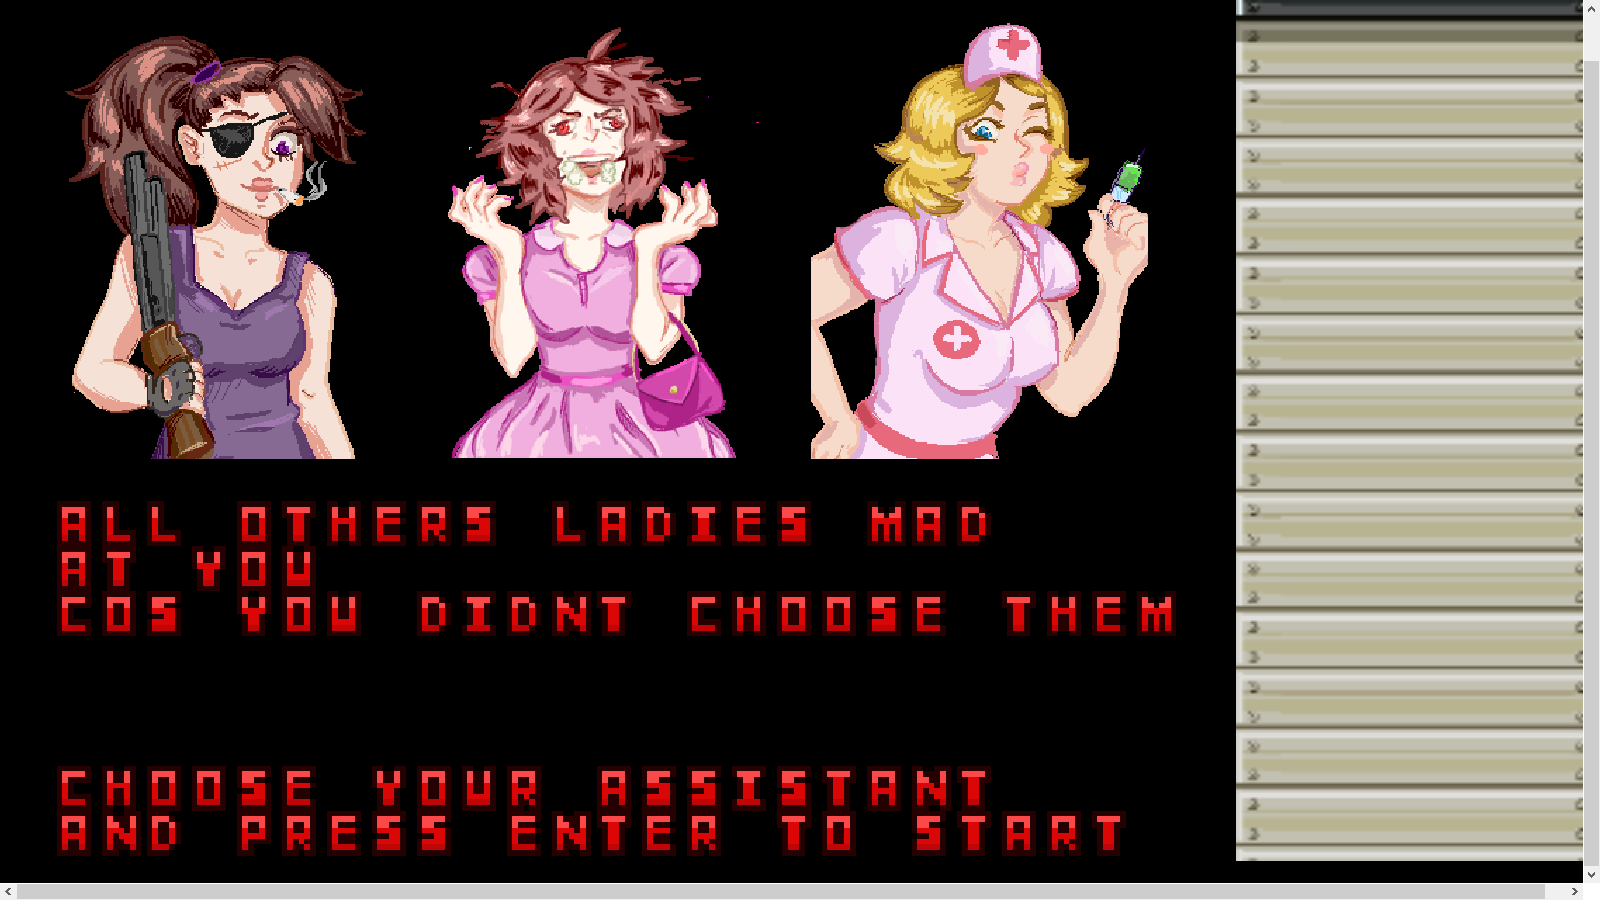 ALL OTHERS LADIES MAD
AT YOU
COS YOU DIDNT CHOOSE THEM
CHOOSE YOUR ASSISTANT
AND PRESS ENTER TO START